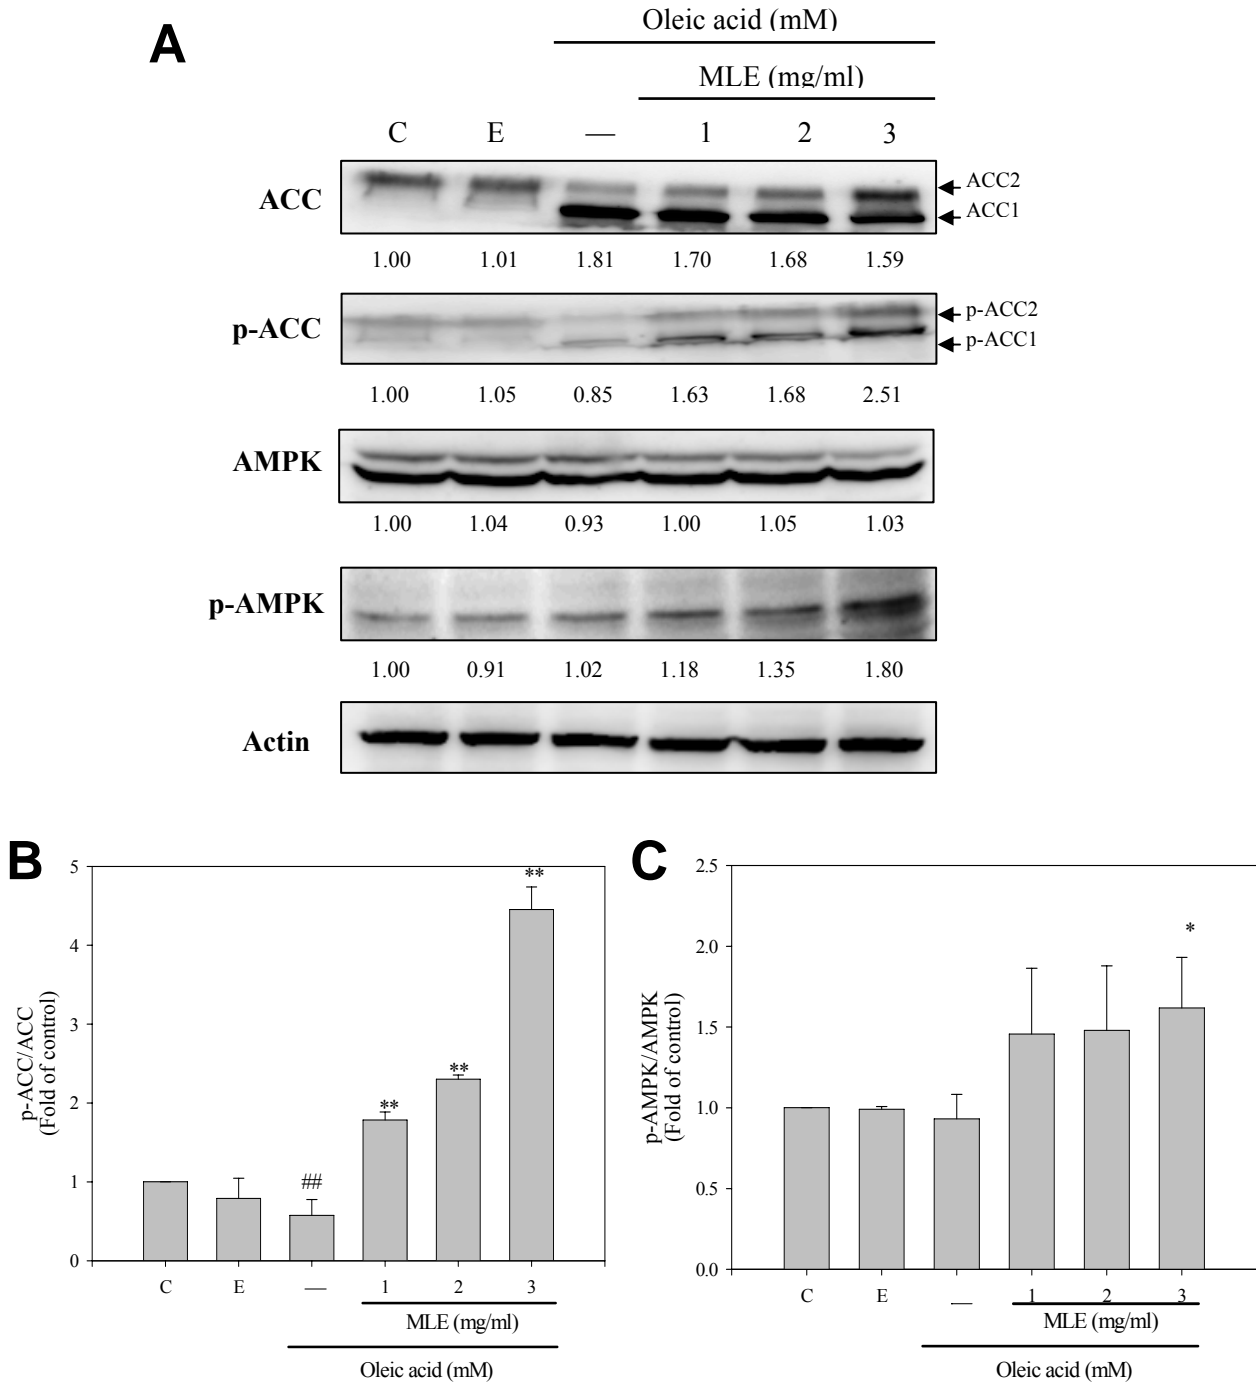 A
Oleic acid (mM)
MLE (mg/ml)
C E — 1 2 3
ACC
ACC2
ACC1
1.00 1.01 1.81 1.70 1.68 1.59
p-ACC
p-ACC2
p-ACC1
1.00 1.05 0.85 1.63 1.68 2.51
AMPK
1.00 1.04 0.93 1.00 1.05 1.03
p-AMPK
1.00 0.91 1.02 1.18 1.35 1.80
Actin
B
p-ACC/ACC
(Fold of control)
5
4
3
2
1
0
##
**
**
**
C E — 1 2 3
MLE (mg/ml)
Oleic acid (mM)
C
p-AMPK/AMPK
(Fold of control)
2.5
2.0
1.5
1.0
0.5
0.0
*
C E — 1 2 3
MLE (mg/ml)
Oleic acid (mM)